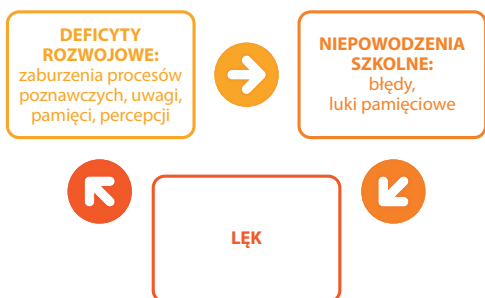 DEFICYTY
ROZWOJOWE:
zaburzenia procesów
poznawczych, uwagi,
pamięci, percepcji
NIEPOWODZENIA
SZKOLNE:
błędy,
luki pamięciowe
LĘK